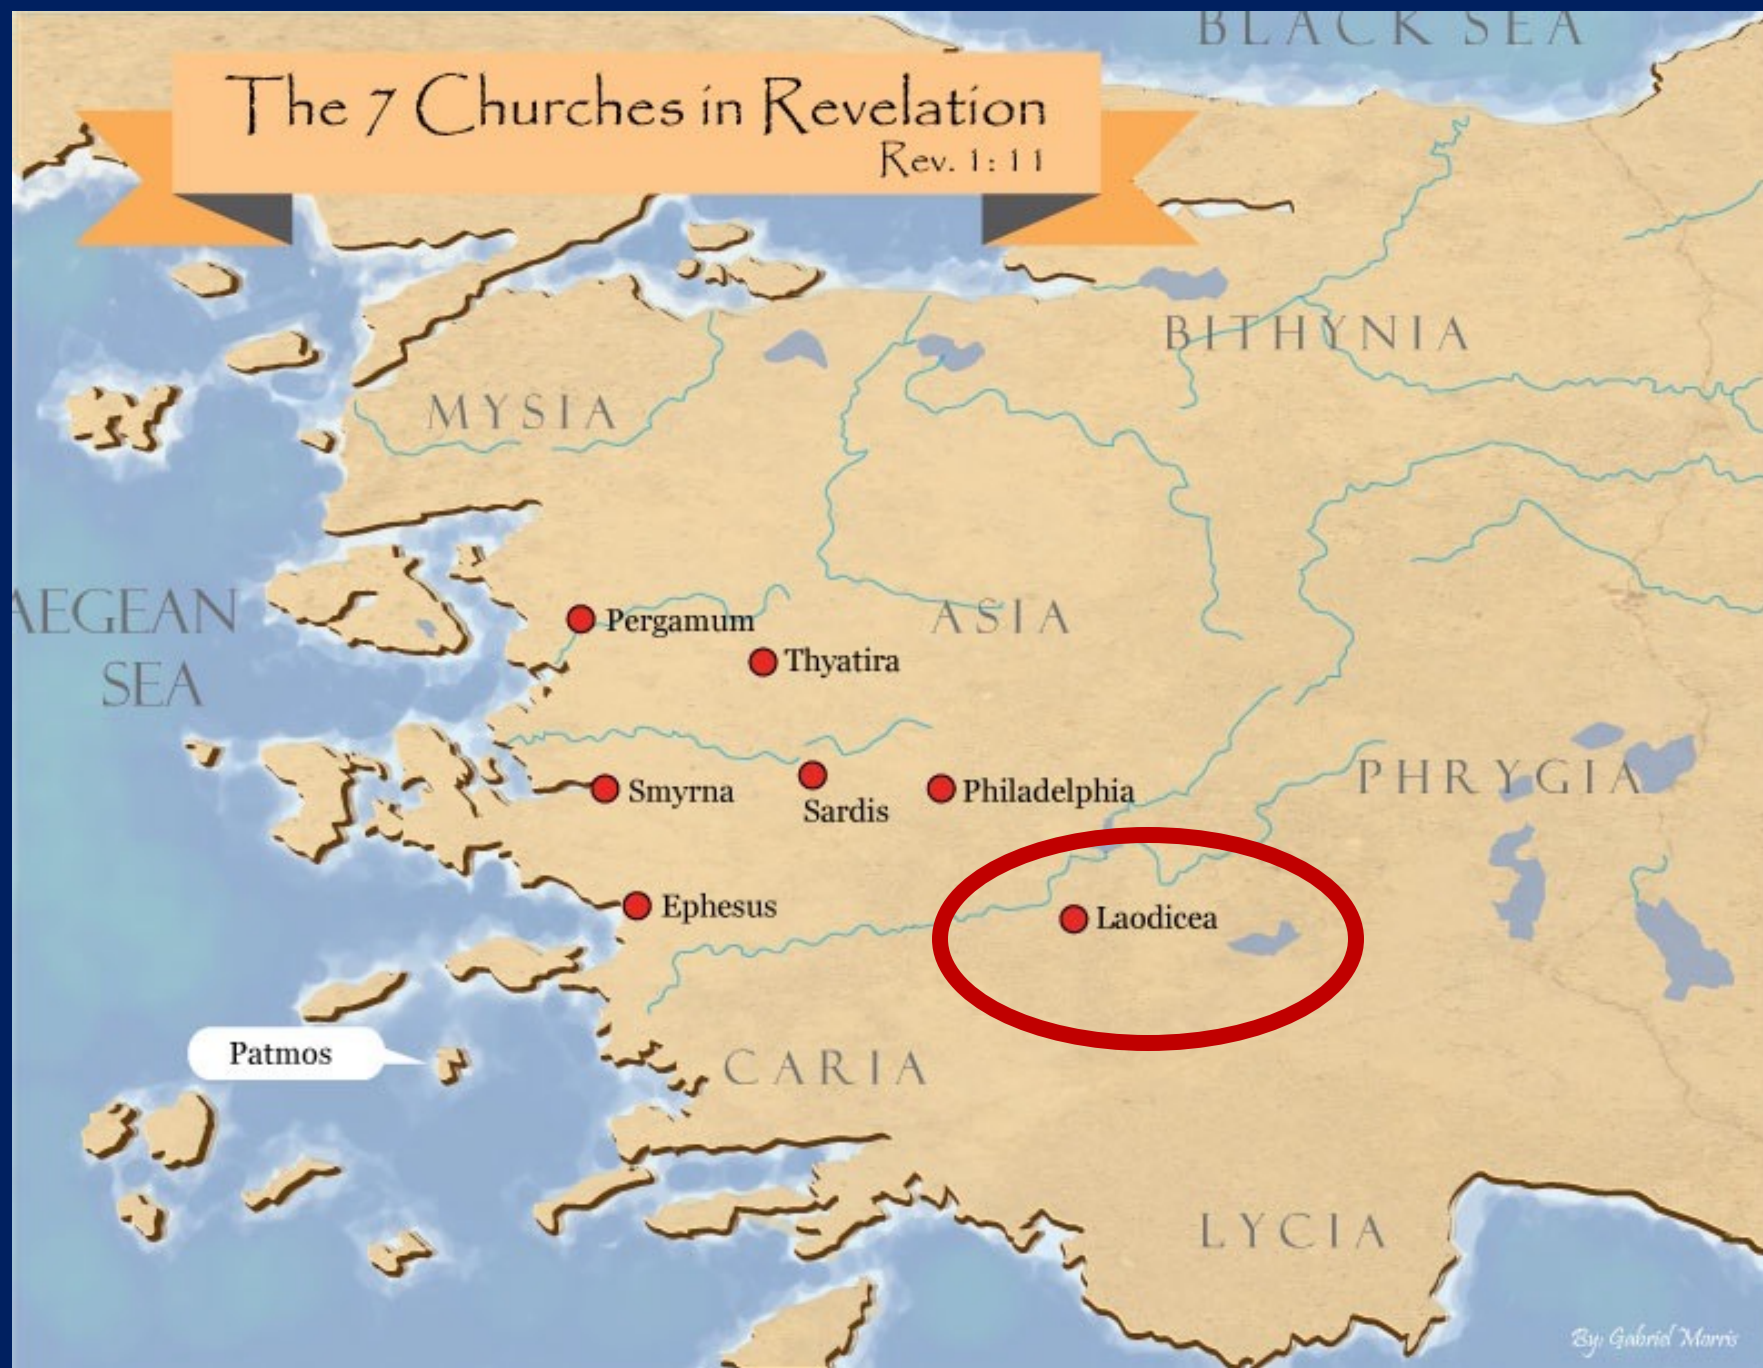 BLACK SEA
The 7 Churches in Revelation
Rev. 1:11
BITHYNIA
MYSIA
AEGEAN
SEA
ASIA
Pergamum
Thyatira
PHRYGIA
Smyrna
Sardis
Philadelphia
Ephesus
Laodicea
Patmos
CARIA
LYCIA
By: Gabriel Morris